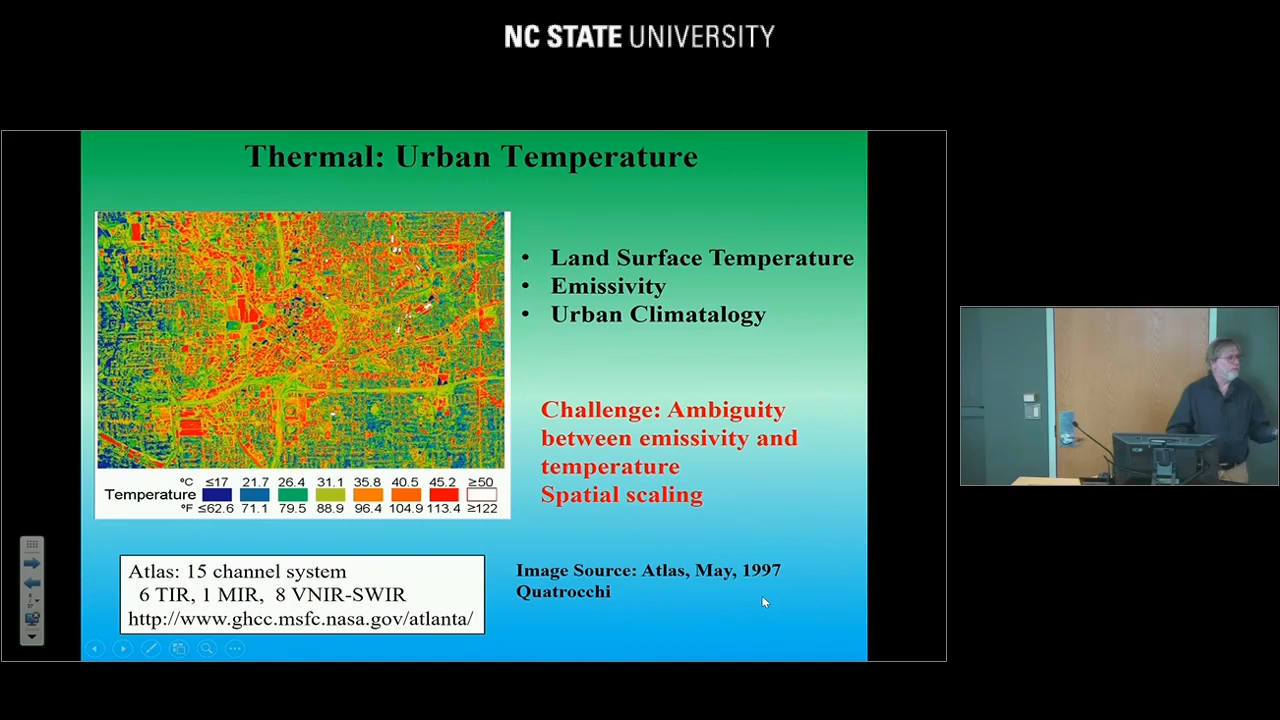 NC STATE UNIVERSITY
Thermal: Urban Temperature
• Land Surface Temperature
• Emissivity
• Urban Climatalogy
Challenge: Ambiguity
between emissivity and
temperature
Spatial scaling
°C ≤17 21.7 26.4 31.1 35.8 40.5 45.2 ≥50
Temperature
°F ≤62.6 71.1 79.5 88.9 96.4 104.9 113.4 ≥122
Atlas: 15 channel system
6 TIR, 1 MIR, 8 VNIR-SWIR
http://www.ghcc.msfc.nasa.gov/atlanta/
Image Source: Atlas, May, 1997
Quatrocchi